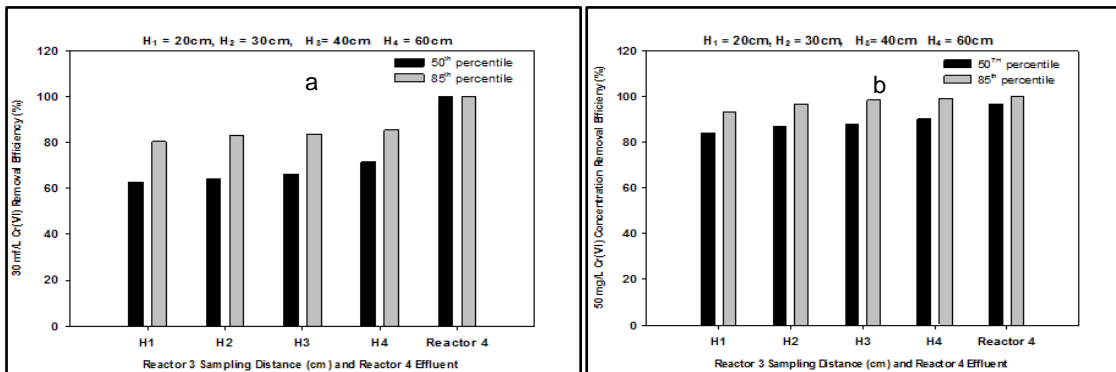 H1 = 20cm, H2 = 30cm, H3= 40cm H4 = 60cm
120
100
80
60
40
20
0
30 mf/L Cr(VI) Removal Efficiency (%)
50th percentile
85th percentile
a
H1 H2 H3 H4 Reactor 4
Reactor 3 Sampling Distance (cm) and Reactor 4 Effluent
H1 = 20cm, H2 = 30cm, H3= 40cm H4 = 60cm
120
100
80
60
40
20
0
50 mg/L Cr(VI) Concentration Removal Efficieny (%)
50TH percentile
85th percentile
b
H1 H2 H3 H4 Reactor 4
Reactor 3 Sampling Distance (cm) and Reactor 4 Effluent